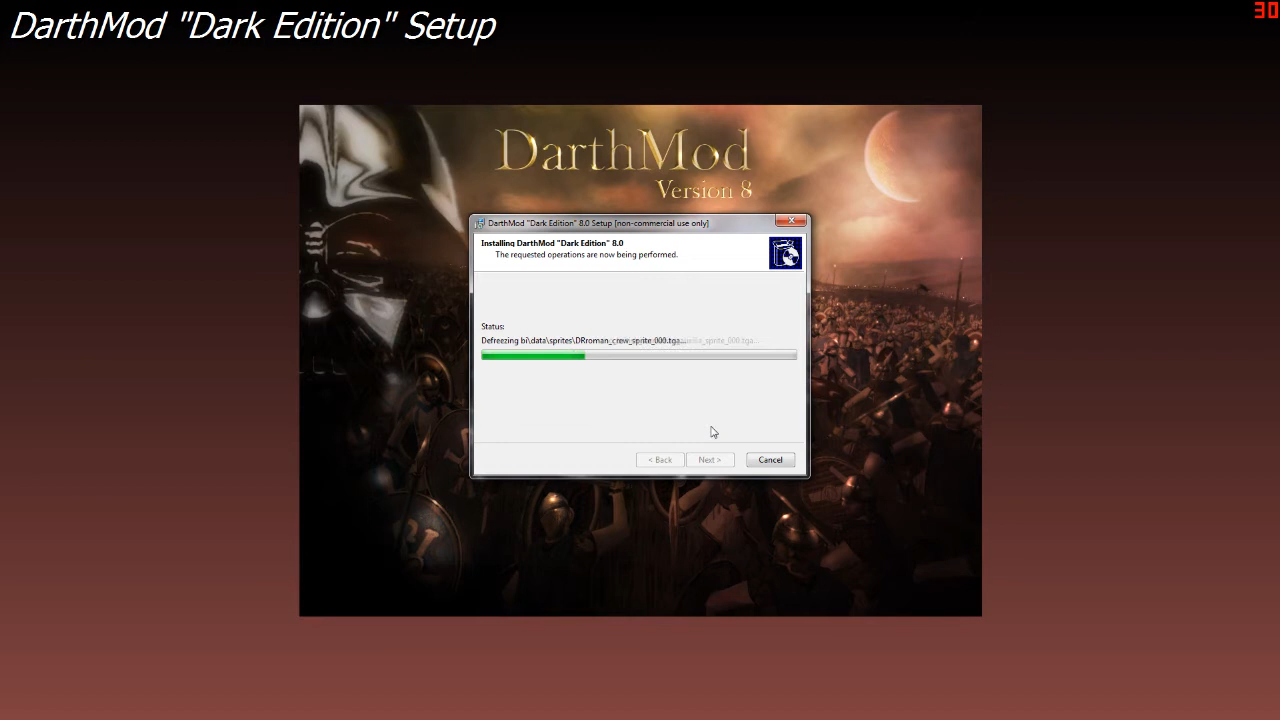 DarthMod "Dark Edition" Setup
30
DarthMod
Version 8
DarthMod "Dark Edition" 8.0 Setup [non-commercial use only]
Installing DarthMod "Dark Edition" 8.0
The requested operations are now being performed.
Status:
Defreezing bi\data\sprites\DRroman_crew_sprite_000.tga...
< Back
Next >
Cancel